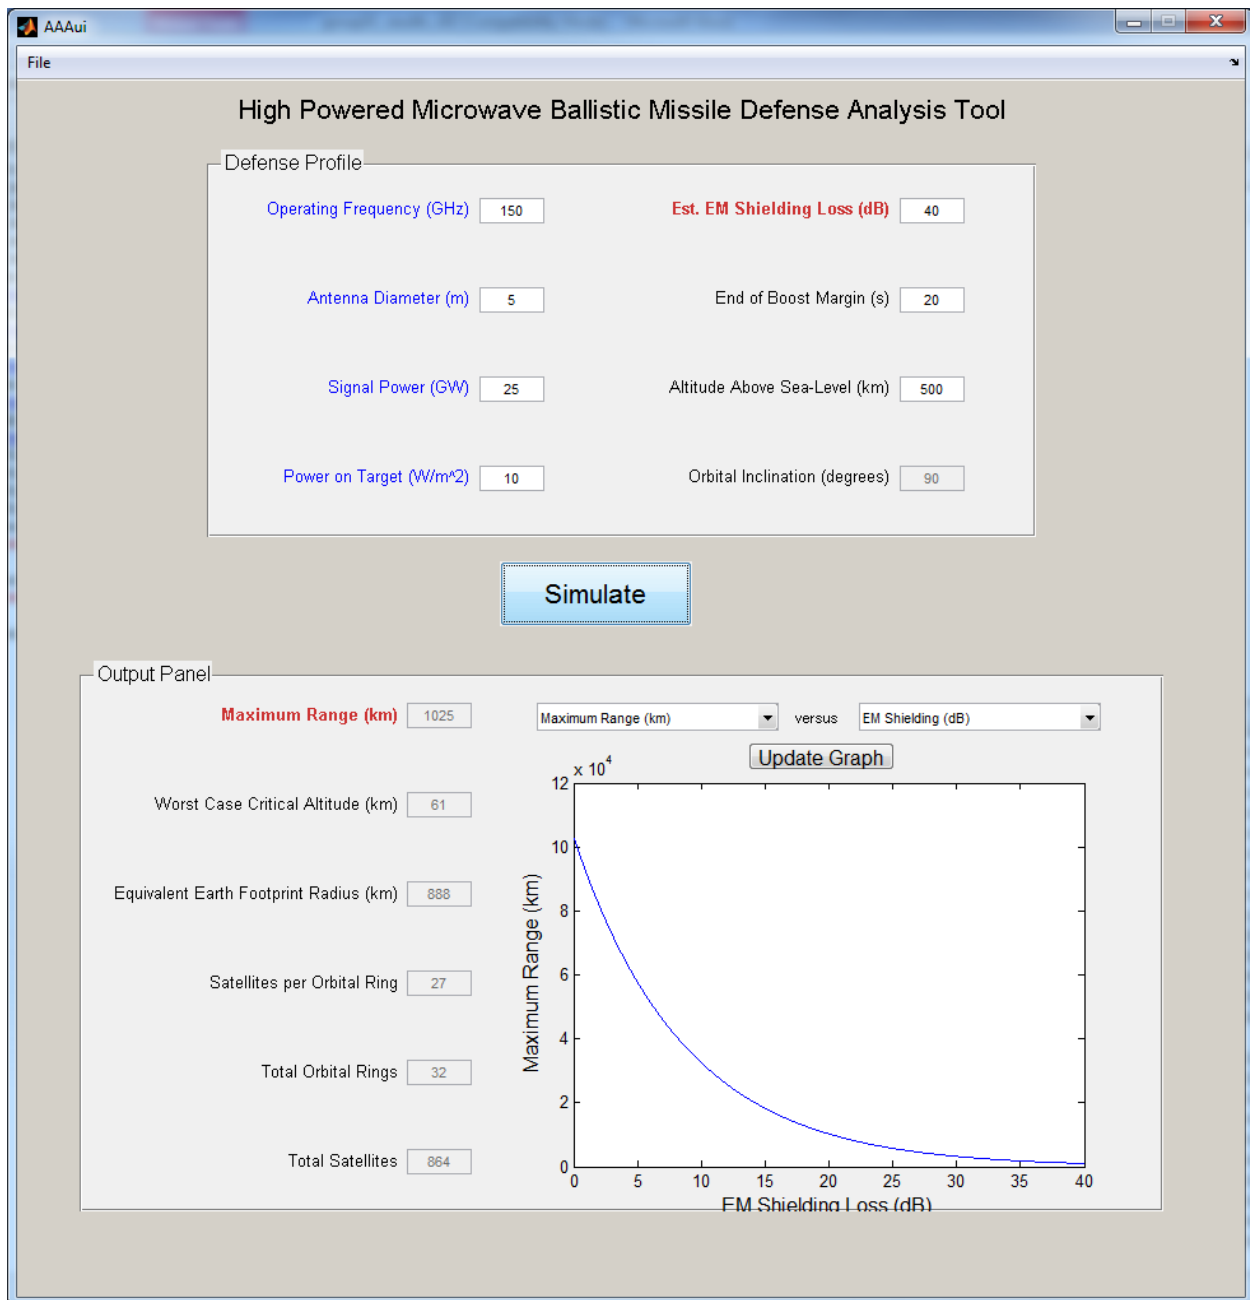 AAAui
File
High Powered Microwave Ballistic Missile Defense Analysis Tool
Defense Profile
Operating Frequency (GHz) 150 Est. EM Shielding Loss (dB) 40
Antenna Diameter (m) 5 End of Boost Margin (s) 20
Signal Power (GW) 25 Altitude Above Sea-Level (km) 500
Power on Target (W/m^2) 10 Orbital Inclination (degrees) 90
Simulate
Output Panel
Maximum Range (km) 1025
Worst Case Critical Altitude (km) 61
Equivalent Earth Footprint Radius (km) 888
Satellites per Orbital Ring 27
Total Orbital Rings 32
Total Satellites 864
Maximum Range (km) versus EM Shielding (dB)
Update Graph
x 10^4
12
10
8
6
4
2
0
Maximum Range (km)
0 5 10 15 20 25 30 35 40
EM Shielding Loss (dB)